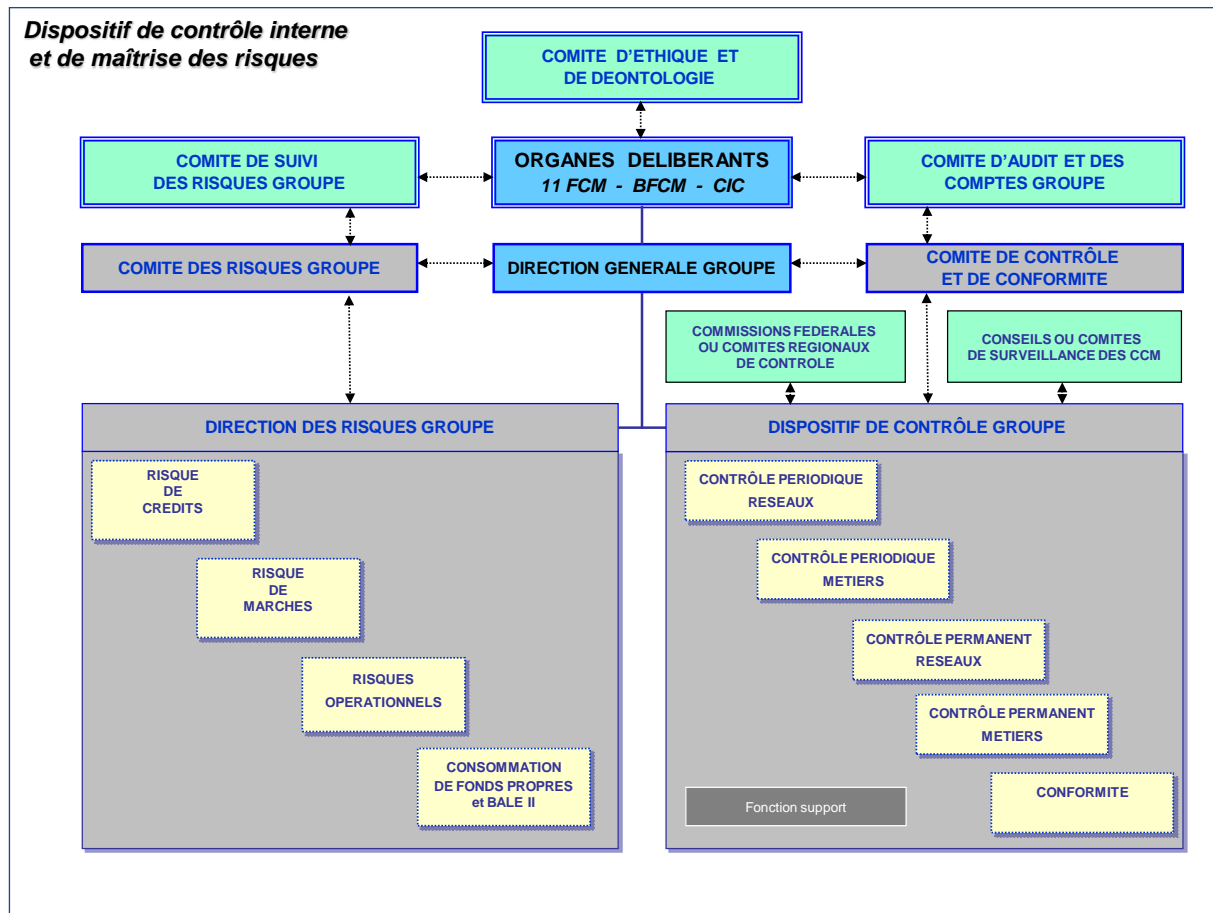 Dispositif de contrôle interne
et de maîtrise des risques
COMITE D'ETHIQUE ET
DE DEONTOLOGIE
COMITE DE SUIVI
DES RISQUES GROUPE
ORGANES DELIBERANTS
11 FCM - BFCM - CIC
COMITE D'AUDIT ET DES
COMPTES GROUPE
COMITE DES RISQUES GROUPE
DIRECTION GENERALE GROUPE
COMITE DE CONTRÔLE
ET DE CONFORMITE
COMMISSIONS FEDERALES
OU COMITES REGIONAUX
DE CONTROLE
CONSEILS OU COMITES
DE SURVEILLANCE DES CCM
DIRECTION DES RISQUES GROUPE
RISQUE
DE
CREDITS
RISQUE
DE
MARCHES
RISQUES
OPERATIONNELS
CONSOMMATION
DE FONDS PROPRES
et BALE II
DISPOSITIF DE CONTRÔLE GROUPE
CONTRÔLE PERIODIQUE
RESEAUX
CONTRÔLE PERIODIQUE
METIERS
CONTRÔLE PERMANENT
RESEAUX
CONTRÔLE PERMANENT
METIERS
CONFORMITE
Fonction support